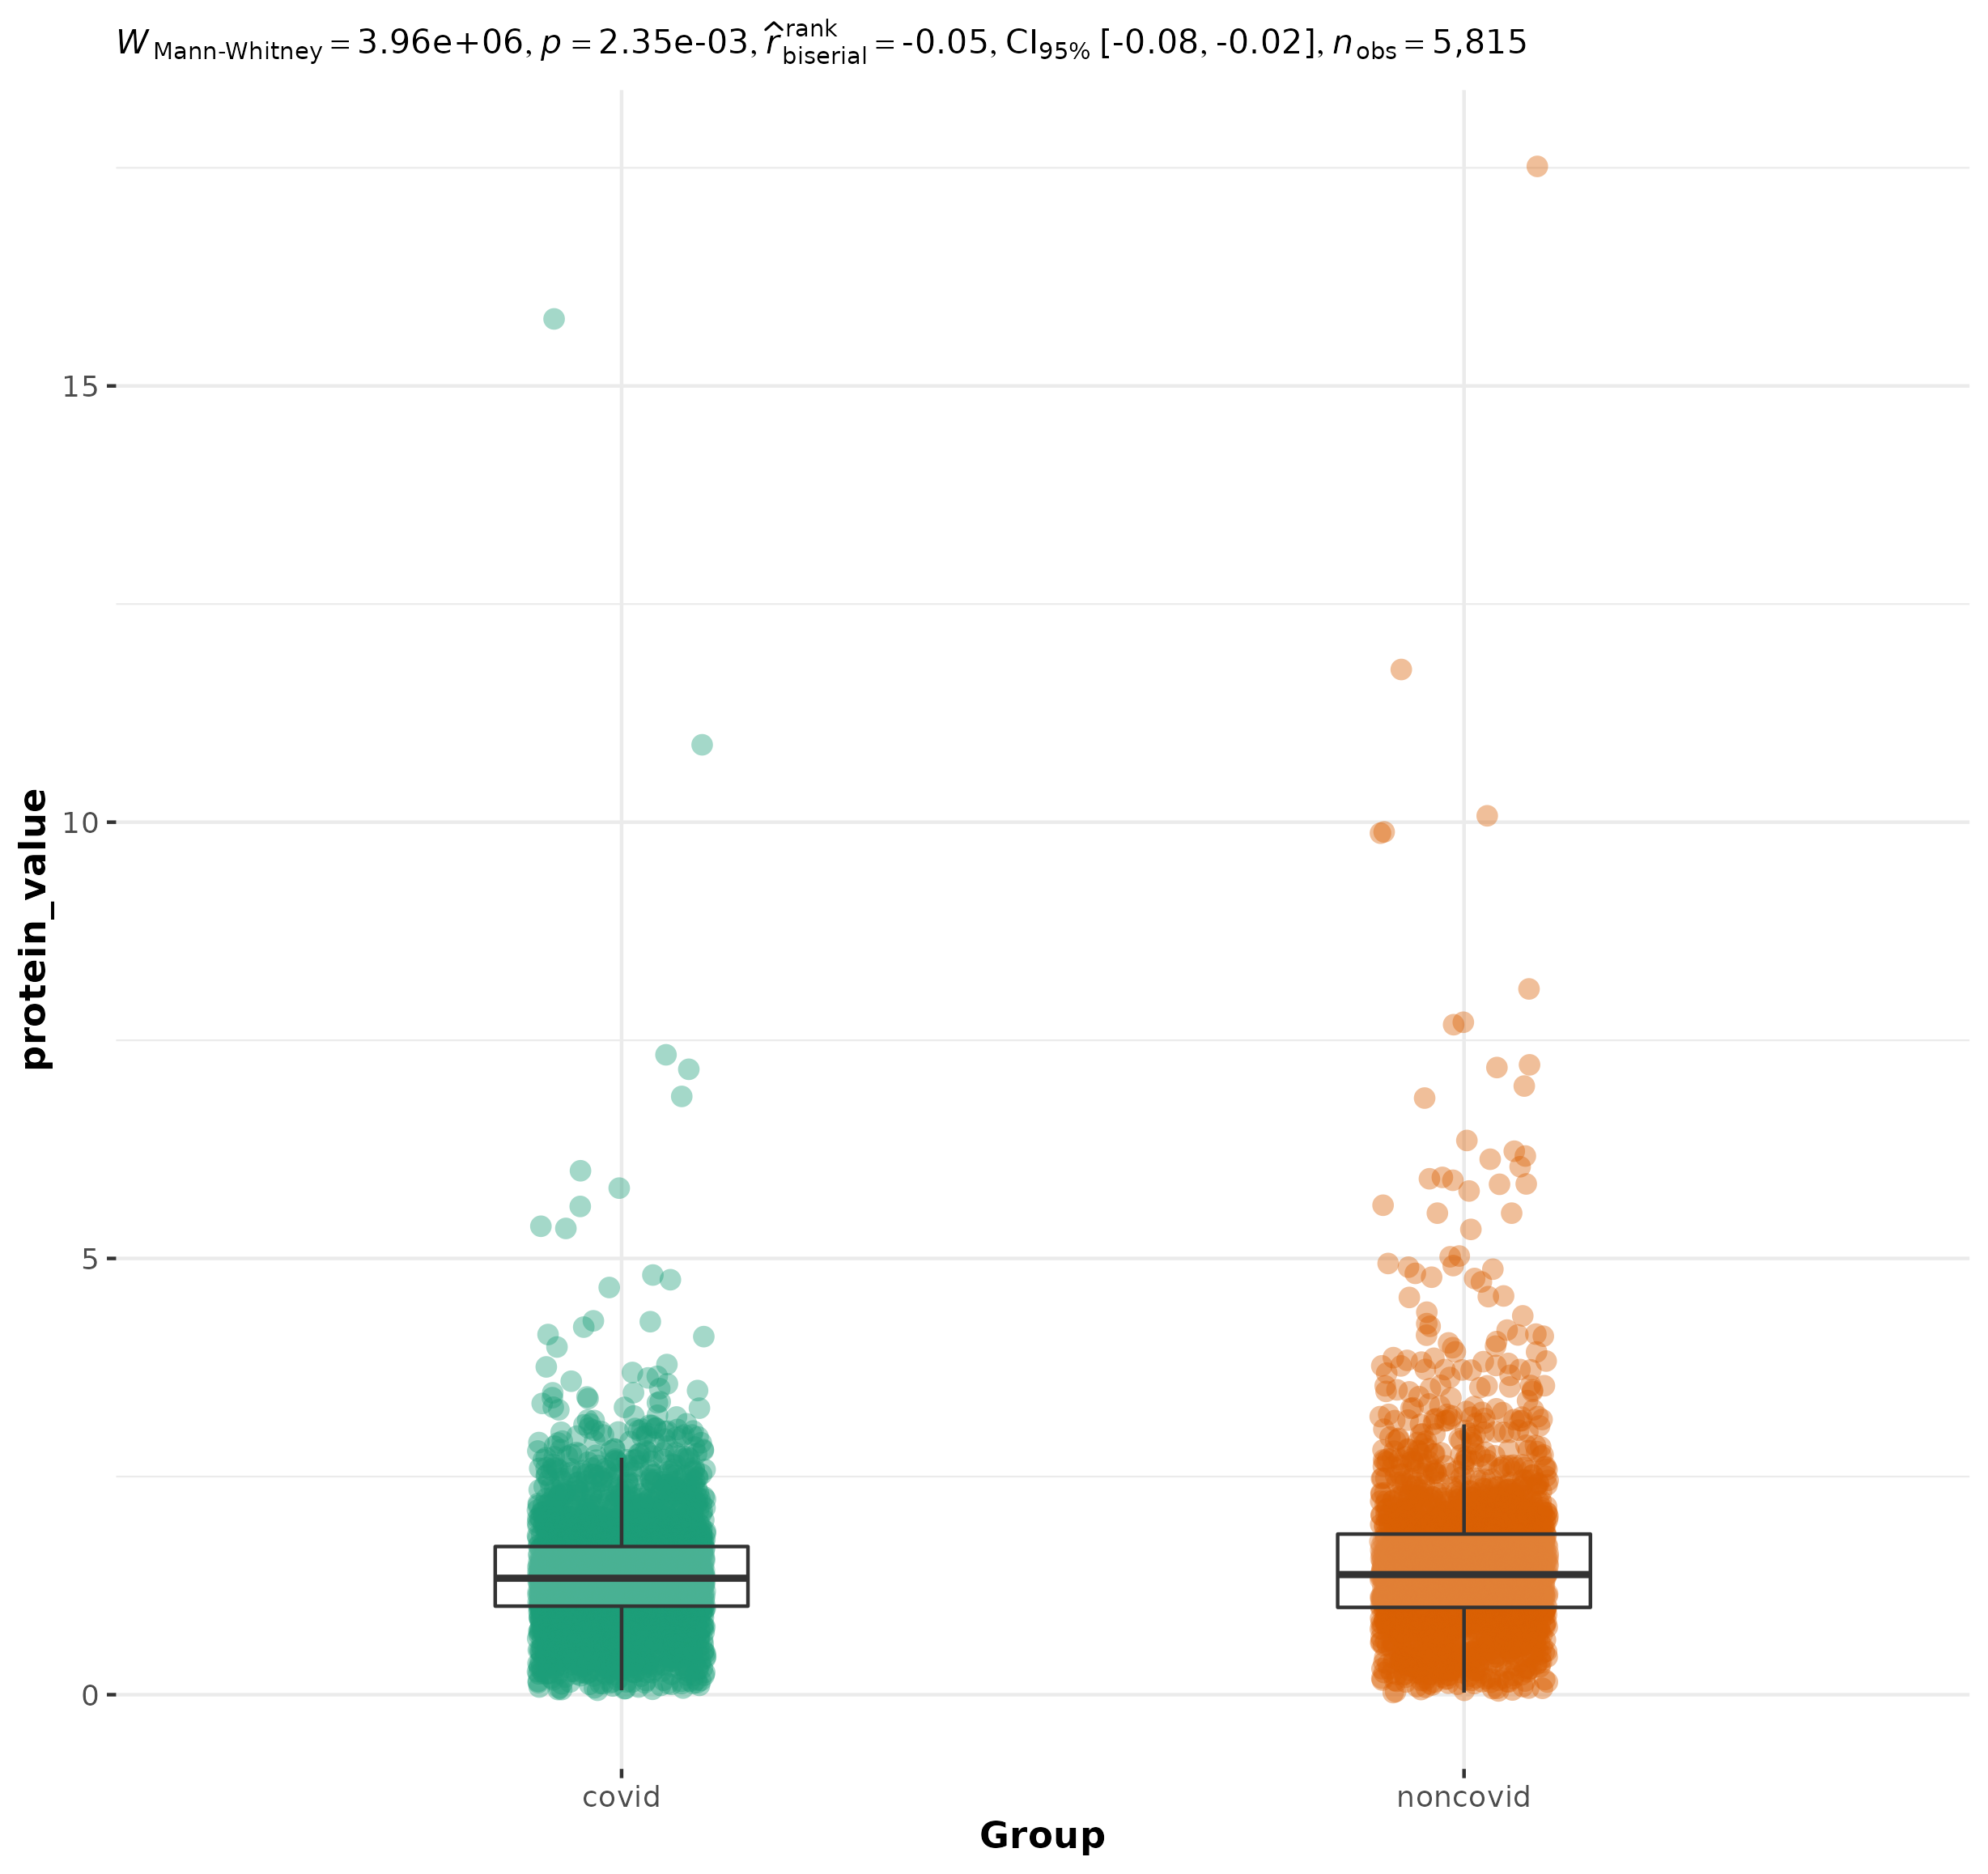 W Mann-Whitney = 3.96e+06, p = 2.35e-03, r̂ rank biserial = -0.05, CI95% [-0.08, -0.02], n obs = 5,815
15
10
5
0
protein_value
covid noncovid
Group